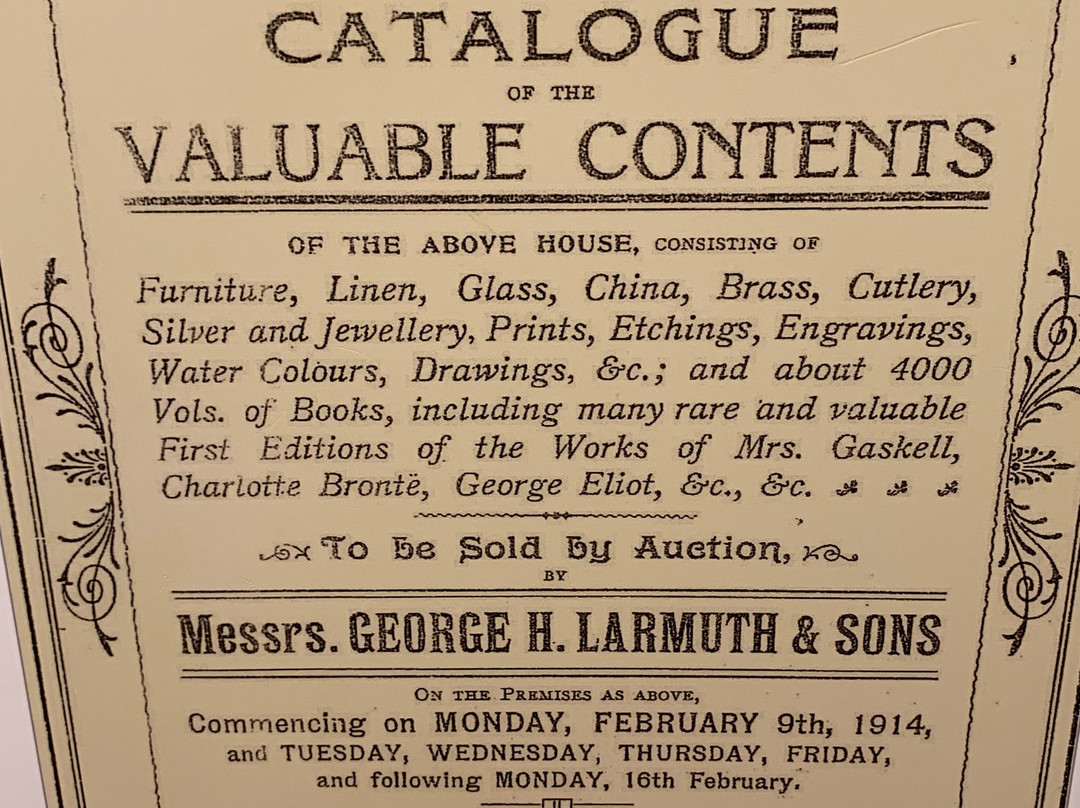 CATALOGUE
OF THE
VALUABLE CONTENTS
OF THE ABOVE HOUSE, CONSISTING OF
Furniture, Linen, Glass, China, Brass, Cutlery,
Silver and Jewellery, Prints, Etchings, Engravings,
Water Colours, Drawings, &c.; and about 4000
Vols. of Books, including many rare and valuable
First Editions of the Works of Mrs. Gaskell,
Charlotte Brontë, George Eliot, &c., &c.
To be Sold by Auction,
BY
Messrs. GEORGE H. LARMUTH & SONS
ON THE PREMISES AS ABOVE,
Commencing on MONDAY, FEBRUARY 9th, 1914,
and TUESDAY, WEDNESDAY, THURSDAY, FRIDAY,
and following MONDAY, 16th February.